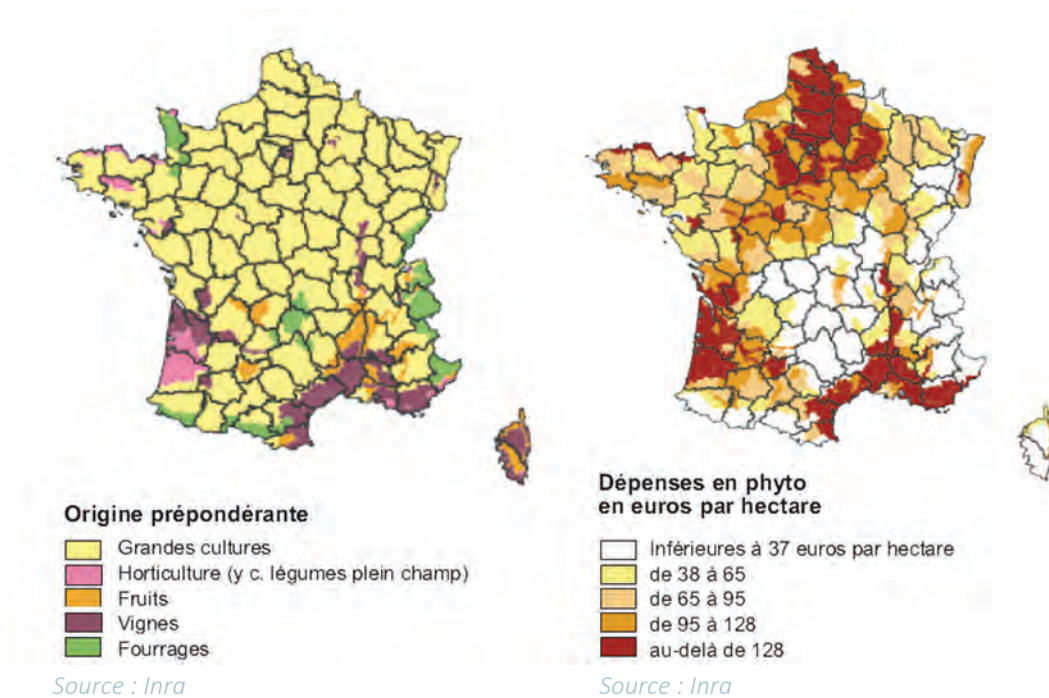 Origine prépondérante
Grandes cultures
Horticulture (y c. légumes plein champ)
Fruits
Vignes
Fourrages
Source : Inra
Dépenses en phyto
en euros par hectare
Inférieures à 37 euros par hectare
de 38 à 65
de 65 à 95
de 95 à 128
au-delà de 128
Source : Inra